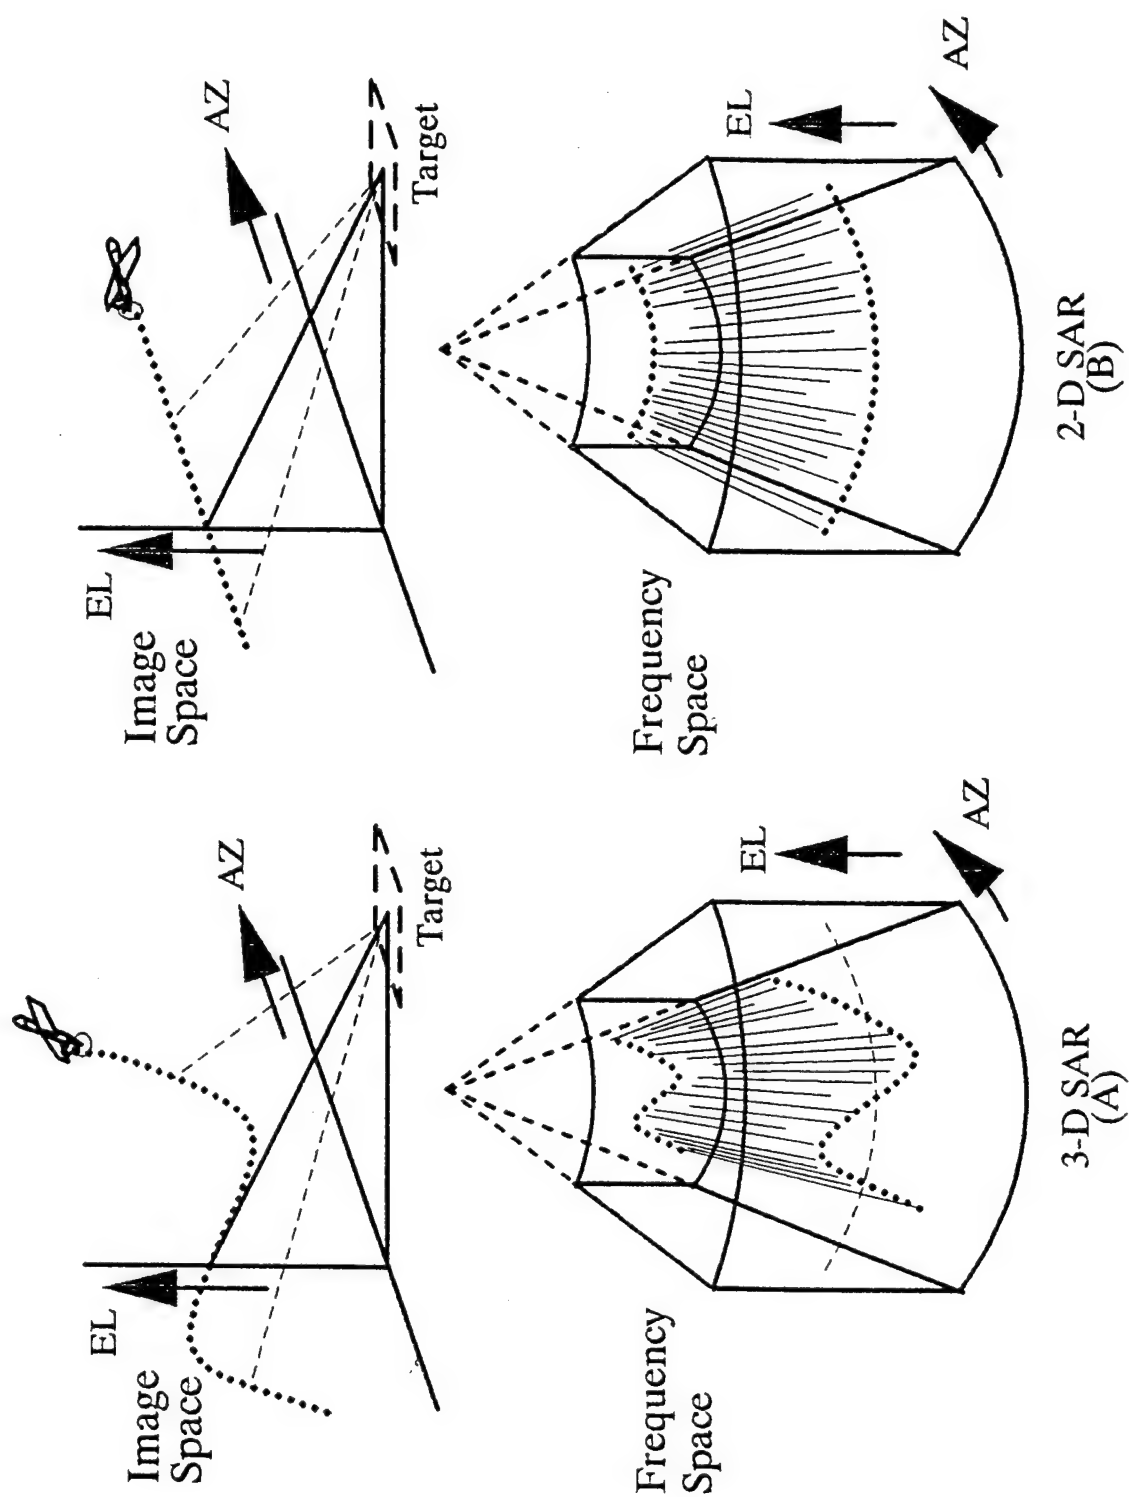 EL
AZ
Image
Space
Target
Frequency
Space
EL
AZ
3-D SAR
(A)
EL
AZ
Image
Space
Target
Frequency
Space
EL
AZ
2-D SAR
(B)